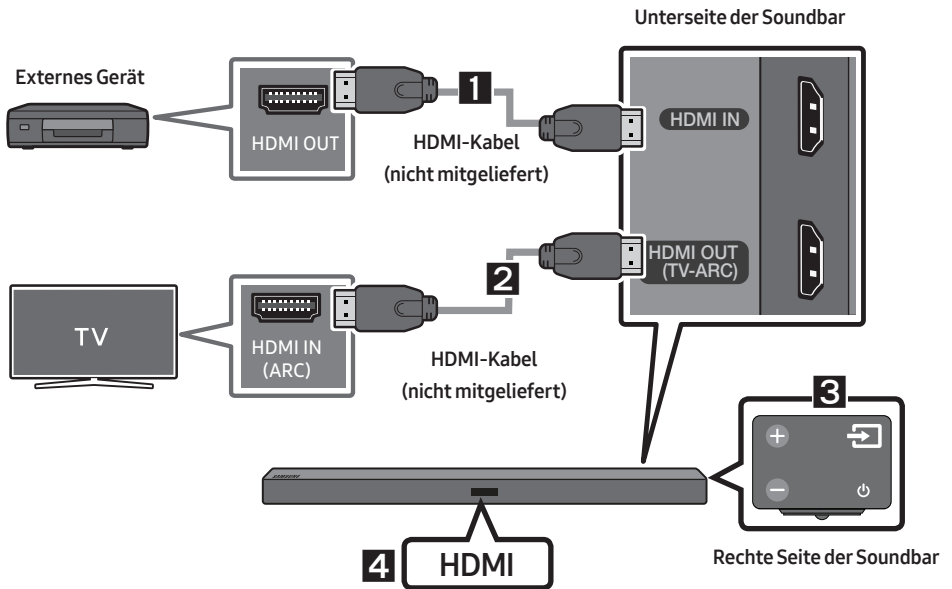 Unterseite der Soundbar
Externes Gerät
HDMI OUT
1
HDMI-Kabel
(nicht mitgeliefert)
HDMI IN
TV
HDMI IN
(ARC)
2
HDMI-Kabel
(nicht mitgeliefert)
HDMI OUT
(TV-ARC)
3
SAMSUNG
4
HDMI
Rechte Seite der Soundbar